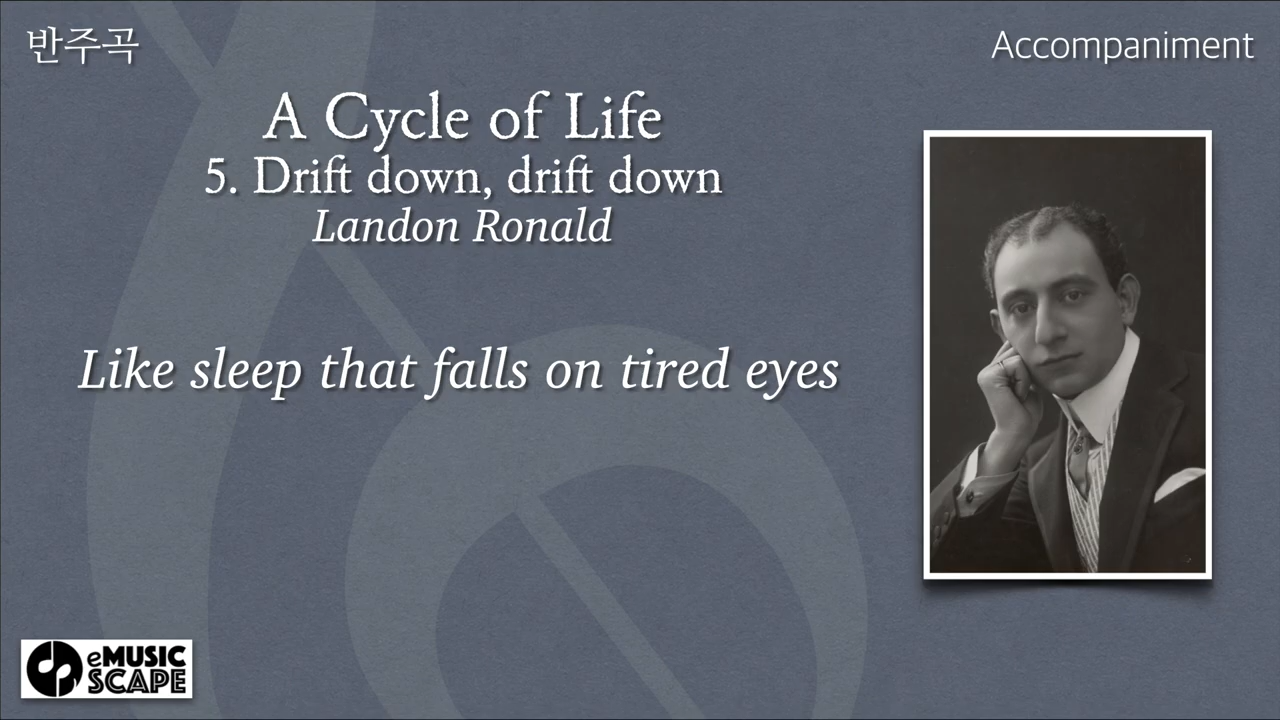 반주곡
Accompaniment
A Cycle of Life
5. Drift down, drift down
Landon Ronald
Like sleep that falls on tired eyes
eMUSIC
SCAPE